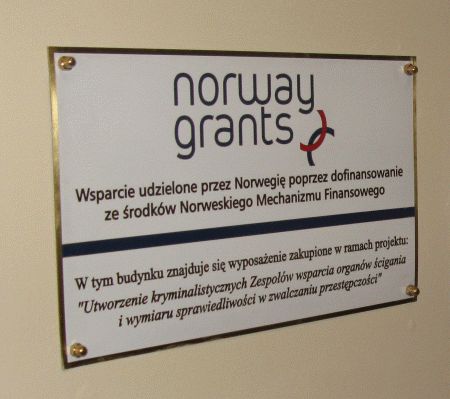 norway
grants
Wsparcie udzielone przez Norwegię poprzez dofinansowanie
ze środków Norweskiego Mechanizmu Finansowego
W tym budynku znajduje się wyposażenie zakupione w ramach projektu:
"Utworzenie kryminalistycznych Zespołów wsparcia organów ścigania
i wymiaru sprawiedliwości w zwalczaniu przestępczości"